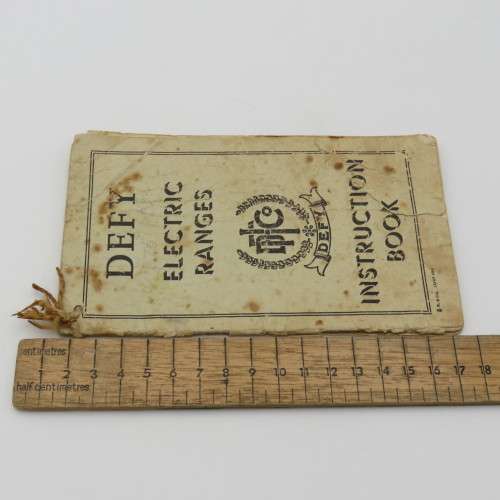 DEFY
ELECTRIC
RANGES
DEFY
INSTRUCTION
BOOK
centimetres
1 2 3 4 5 6 7 8 9 10 11 12 13 14 15 16 17 18
half centimetres